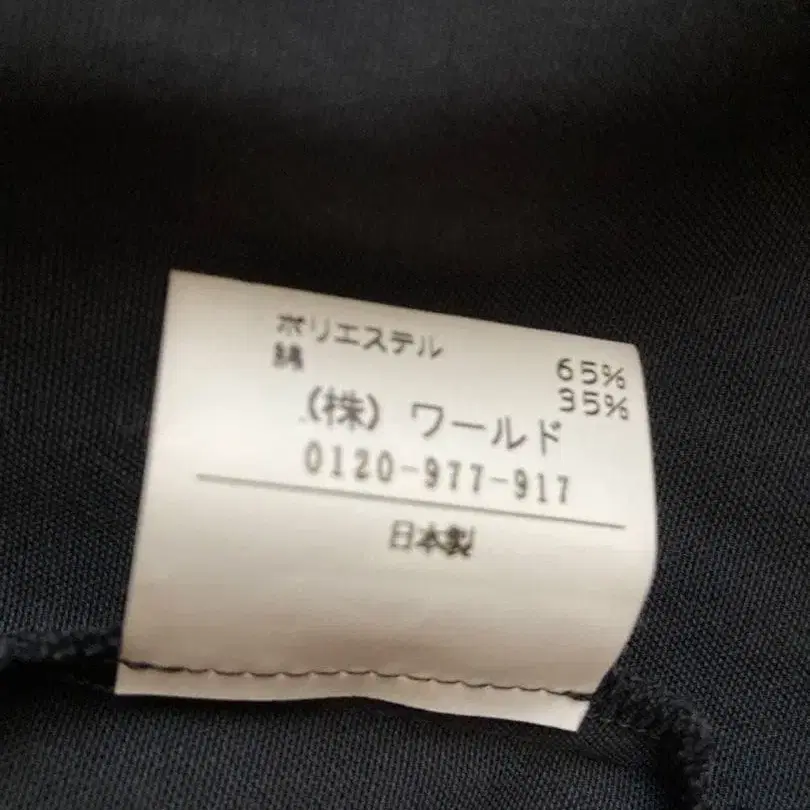 ポリエステル 65%
綿 35%
(株) ワールド
0120-977-917
日本製